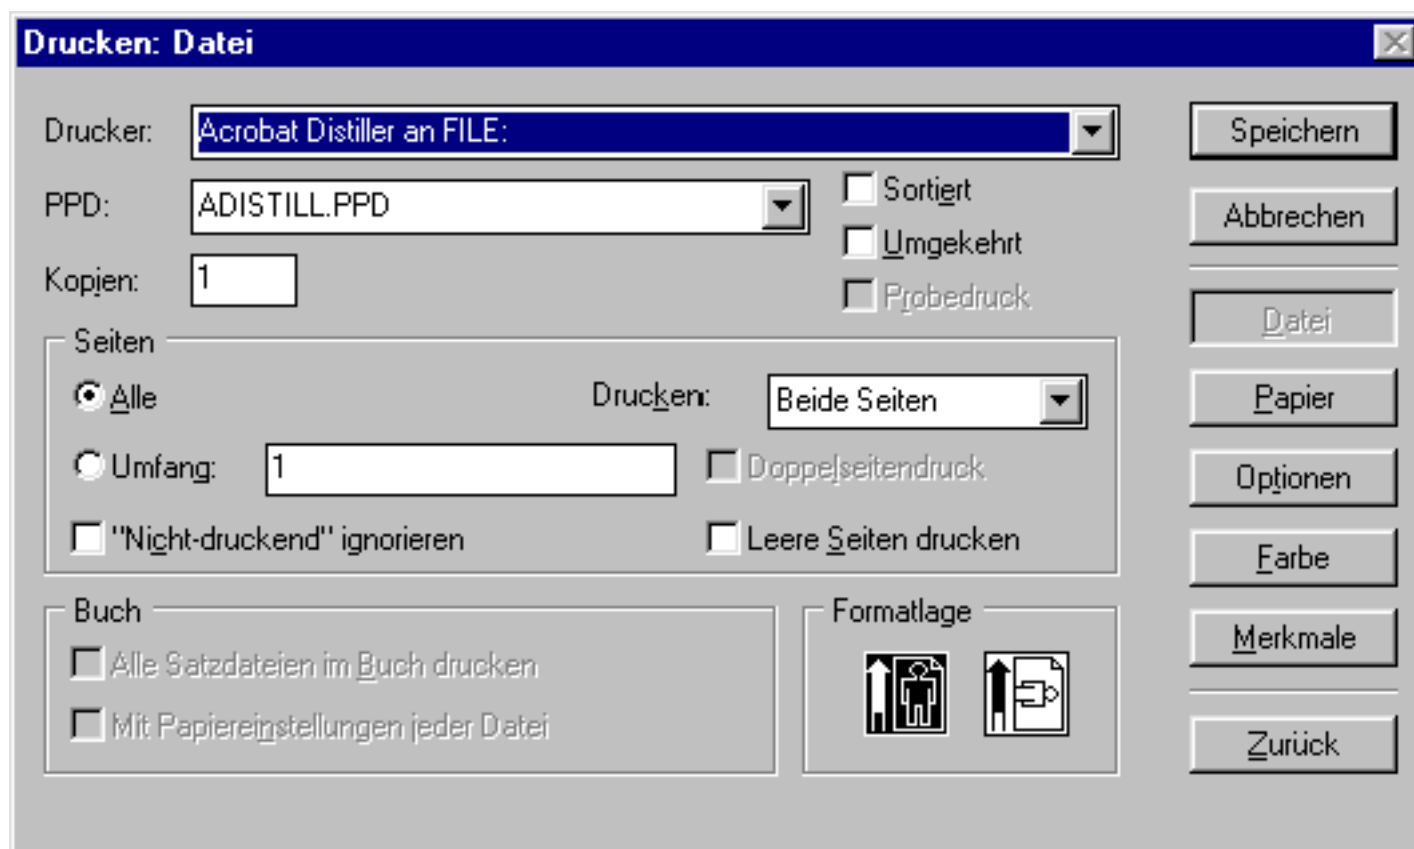 Drucken: Datei
Drucker: Acrobat Distiller an FILE:
Speichern
PPD: ADISTILL.PPD
Sortiert
Umgekehrt
Probedruck
Abbrechen
Kopien: 1
Datei
Seiten
Alle
Drucken: Beide Seiten
Papier
Umfang: 1
Doppelseitendruck
Optionen
"Nicht-druckend" ignorieren
Leere Seiten drucken
Farbe
Buch
Alle Satzdateien im Buch drucken
Mit Papiereinstellungen jeder Datei
Formatlage
Merkmale
Zurück